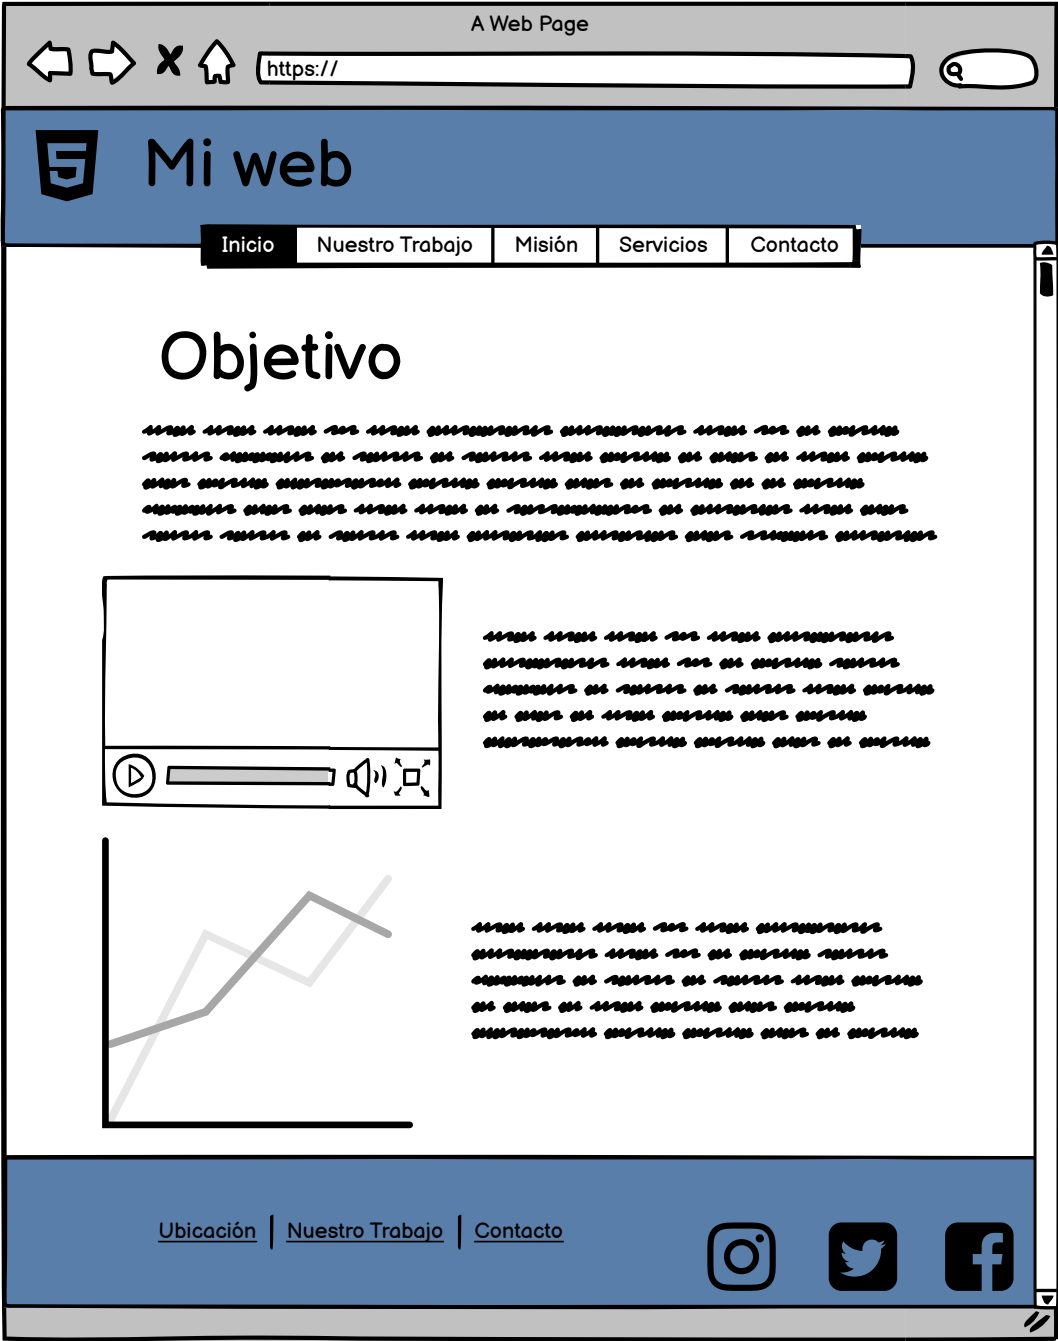 A Web Page
https://
Mi web
Inicio Nuestro Trabajo Misión Servicios Contacto
Objetivo
Ubicación Nuestro Trabajo Contacto